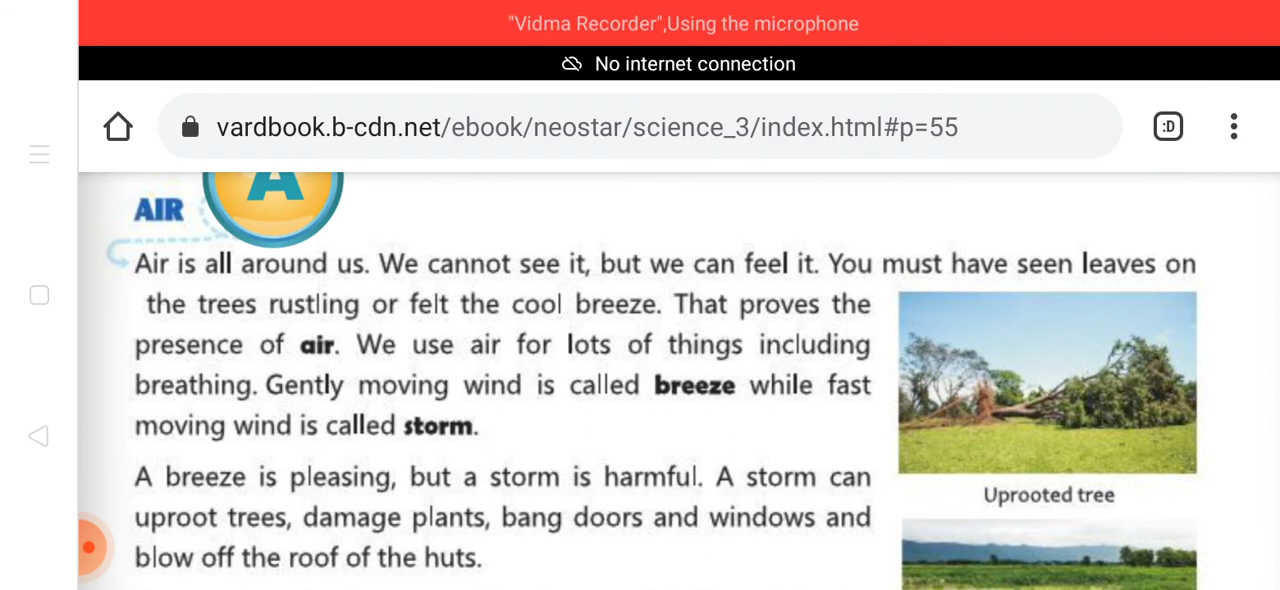 "Vidma Recorder",Using the microphone
No internet connection
vardbook.b-cdn.net/ebook/neostar/science_3/index.html#p=55
:D
A
AIR
Air is all around us. We cannot see it, but we can feel it. You must have seen leaves on
the trees rustling or felt the cool breeze. That proves the
presence of air. We use air for lots of things including
breathing. Gently moving wind is called breeze while fast
moving wind is called storm.
A breeze is pleasing, but a storm is harmful. A storm can
uproot trees, damage plants, bang doors and windows and
blow off the roof of the huts.
Uprooted tree